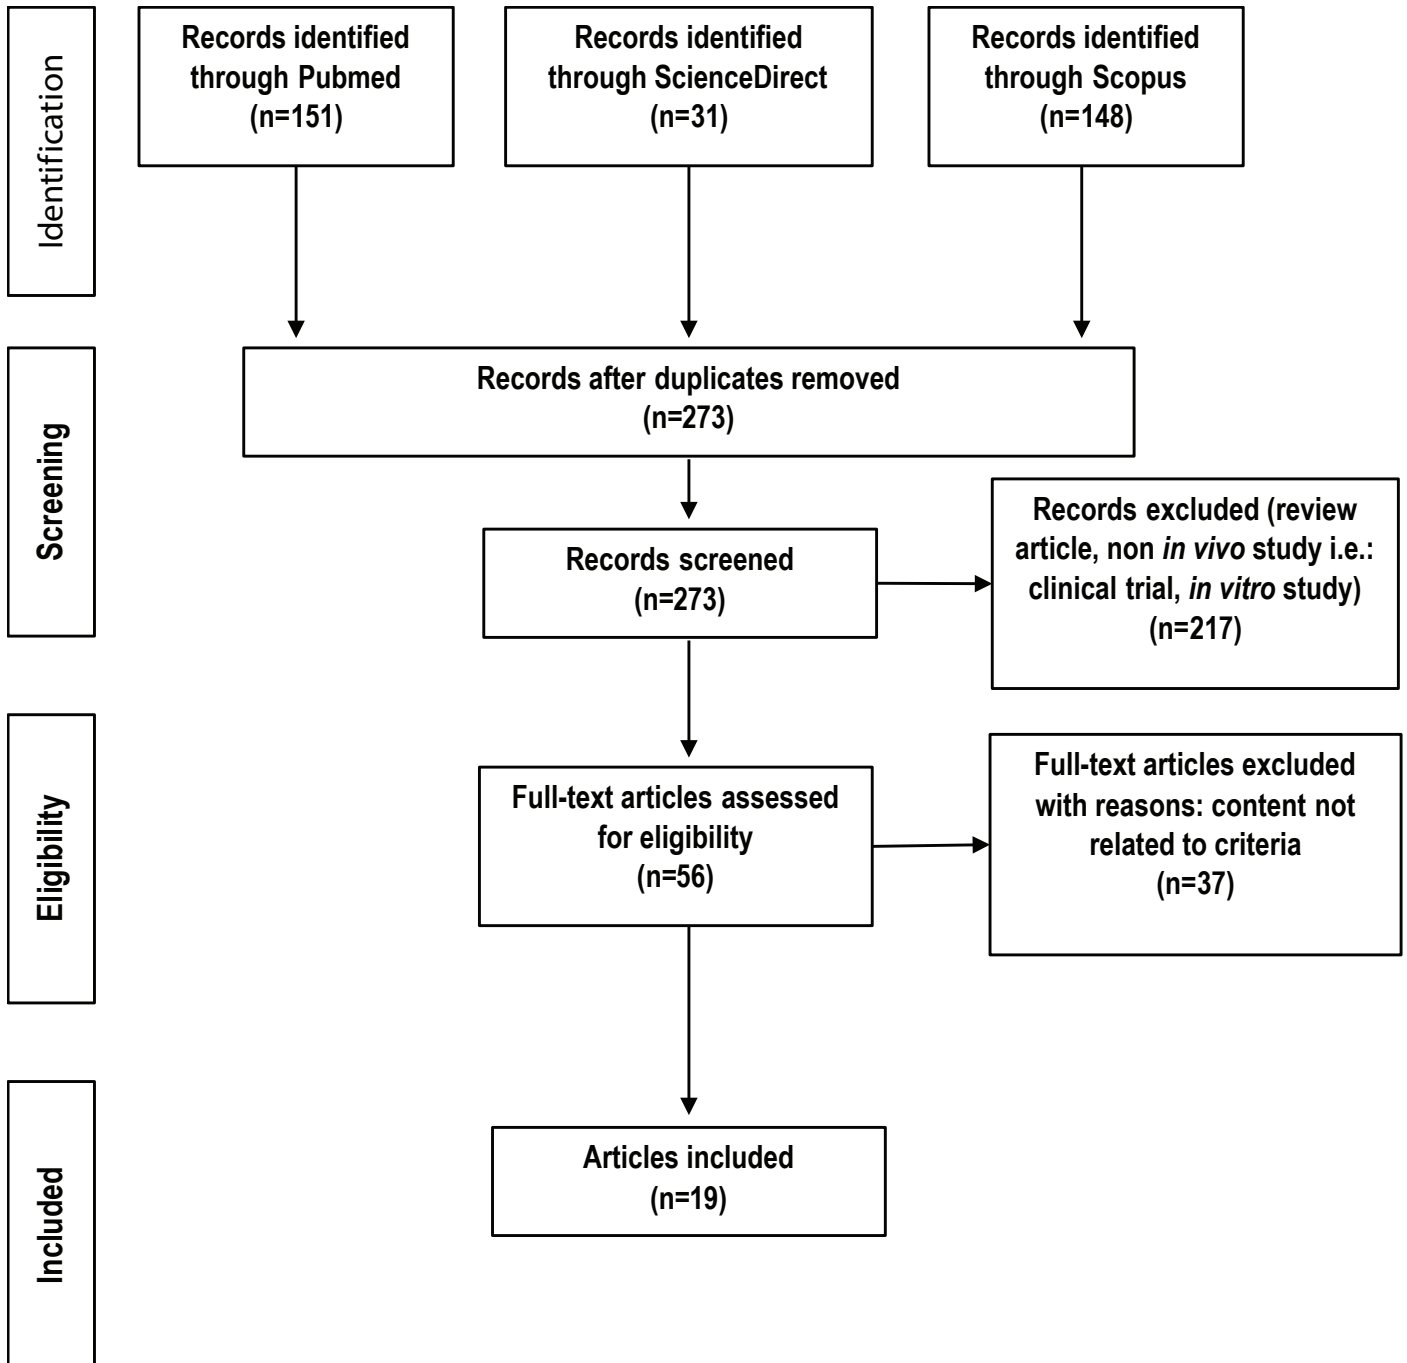 Identification
Records identified
through Pubmed
(n=151)
Records identified
through ScienceDirect
(n=31)
Records identified
through Scopus
(n=148)
Screening
Records after duplicates removed
(n=273)
Records screened
(n=273)
Records excluded (review
article, non in vivo study i.e.:
clinical trial, in vitro study)
(n=217)
Eligibility
Full-text articles assessed
for eligibility
(n=56)
Full-text articles excluded
with reasons: content not
related to criteria
(n=37)
Included
Articles included
(n=19)